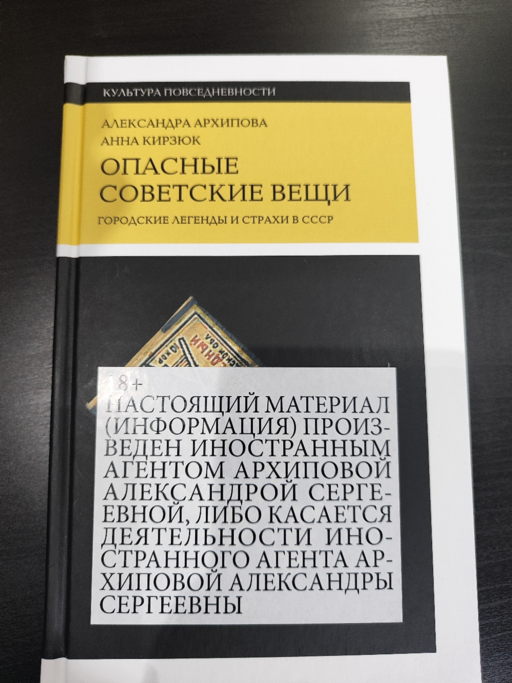 КУЛЬТУРА ПОВСЕДНЕВНОСТИ
АЛЕКСАНДРА АРХИПОВА
АННА КИРЗЮК
ОПАСНЫЕ
СОВЕТСКИЕ ВЕЩИ
ГОРОДСКИЕ ЛЕГЕНДЫ И СТРАХИ В СССР
18+
НАСТОЯЩИЙ МАТЕРИАЛ
(ИНФОРМАЦИЯ) ПРОИЗ-
ВЕДЕН ИНОСТРАННЫМ
АГЕНТОМ АРХИПОВОЙ
АЛЕКСАНДРОЙ СЕРГЕ-
ЕВНОЙ, ЛИБО КАСАЕТСЯ
ДЕЯТЕЛЬНОСТИ ИНО-
СТРАННОГО АГЕНТА АР-
ХИПОВОЙ АЛЕКСАНДРЫ
СЕРГЕЕВНЫ